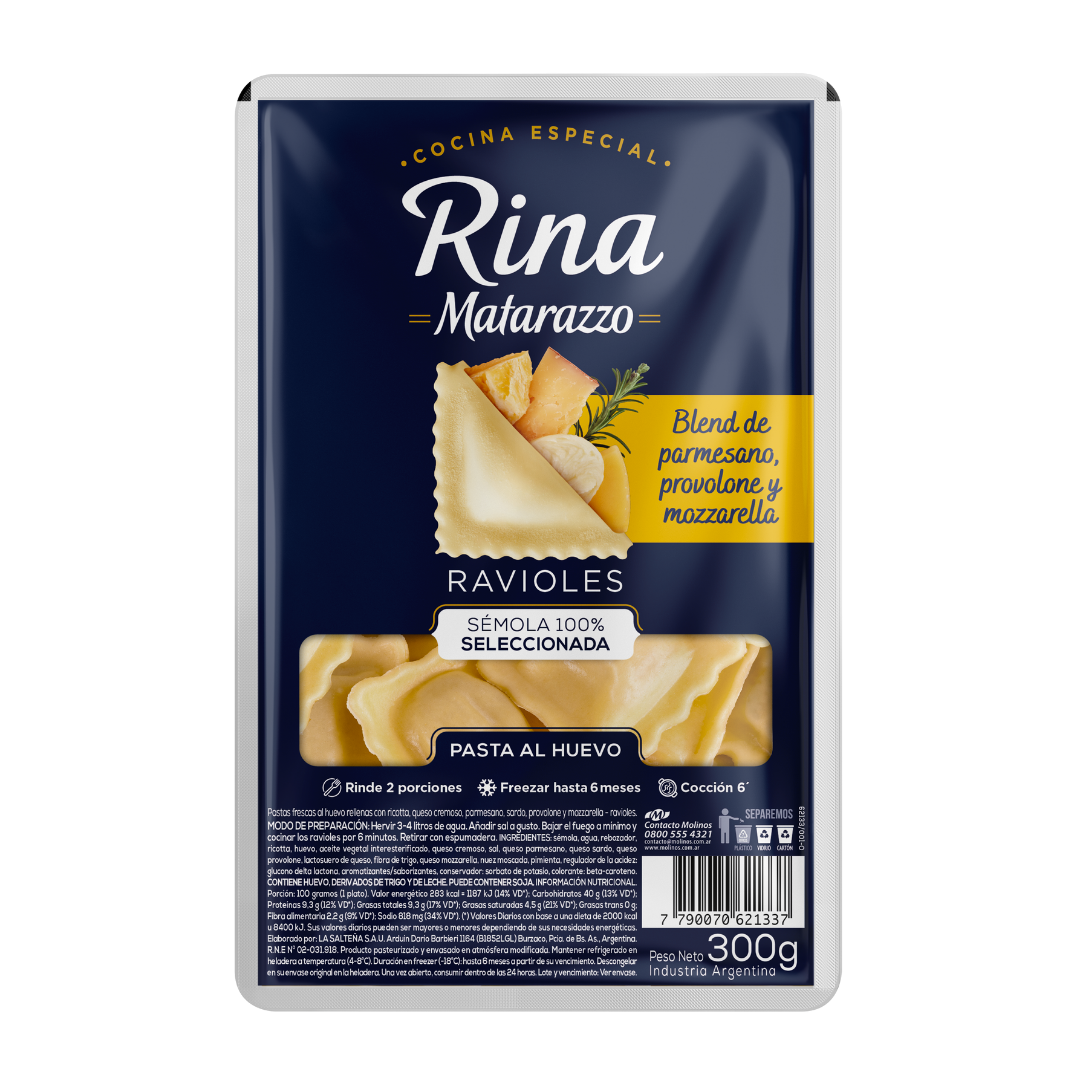 • COCINA ESPECIAL •
Rina
Matarazzo
Blend de
parmesano,
provolone y
mozzarella
RAVIOLES
SÉMOLA 100%
SELECCIONADA
PASTA AL HUEVO
Rinde 2 porciones
Freezar hasta 6 meses
Cocción 6´
Pastas frescas al huevo rellenas con ricotta, queso cremoso, parmesano, sardo, provolone y mozzarella - ravioles.
MODO DE PREPARACIÓN: Hervir 3-4 litros de agua. Añadir sal a gusto. Bajar el fuego a mínimo y
cocinar los ravioles por 6 minutos. Retirar con espumadera. INGREDIENTES: sémola, agua, rebozador,
ricotta, huevo, aceite vegetal interesterificado, queso cremoso, sal, queso parmesano, queso sardo, queso
provolone, lactosuero de queso, fibra de trigo, queso mozzarella, nuez moscada, pimienta, regulador de la acidez:
glucono delta lactona, aromatizantes/saborizantes, conservador: sorbato de potasio, colorante: beta-caroteno.
CONTIENE HUEVO, DERIVADOS DE TRIGO Y DE LECHE. PUEDE CONTENER SOJA. INFORMACIÓN NUTRICIONAL.
Porción: 100 gramos (1 plato). Valor energético 283 kcal = 1187 kJ (14% VD*); Carbohidratos 40 g (13% VD*);
Proteínas 9,3 g (12% VD*); Grasas totales 9,3 g (17% VD*); Grasas saturadas 4,5 g (21% VD*); Grasas trans 0 g;
Fibra alimentaria 2,2 g (9% VD*); Sodio 818 mg (34% VD*). (*) Valores Diarios con base a una dieta de 2000 kcal
u 8400 kJ. Sus valores diarios pueden ser mayores o menores dependiendo de sus necesidades energéticas.
Elaborado por: LA SALTEÑA S.A.U. Arduin Dario Barbieri 1164 (B1852LGL) Burzaco, Pcia. de Bs. As., Argentina.
R.N.E N° 02-031.918. Producto pasteurizado y envasado en atmósfera modificada. Mantener refrigerado en
heladera a temperatura (4-8°C). Duración en freezer (-18°C): hasta 6 meses a partir de su vencimiento. Descongelar
en su envase original en la heladera. Una vez abierto, consumir dentro de las 24 horas. Lote y vencimiento: Ver envase.
M
Contacto Molinos
0800 555 4321
contacto@molinos.com.ar
www.molinos.com.ar
SEPAREMOS
PLÁSTICO VIDRIO CARTÓN
62133/001-0
7 790070 621337
Peso Neto 300g
Industria Argentina